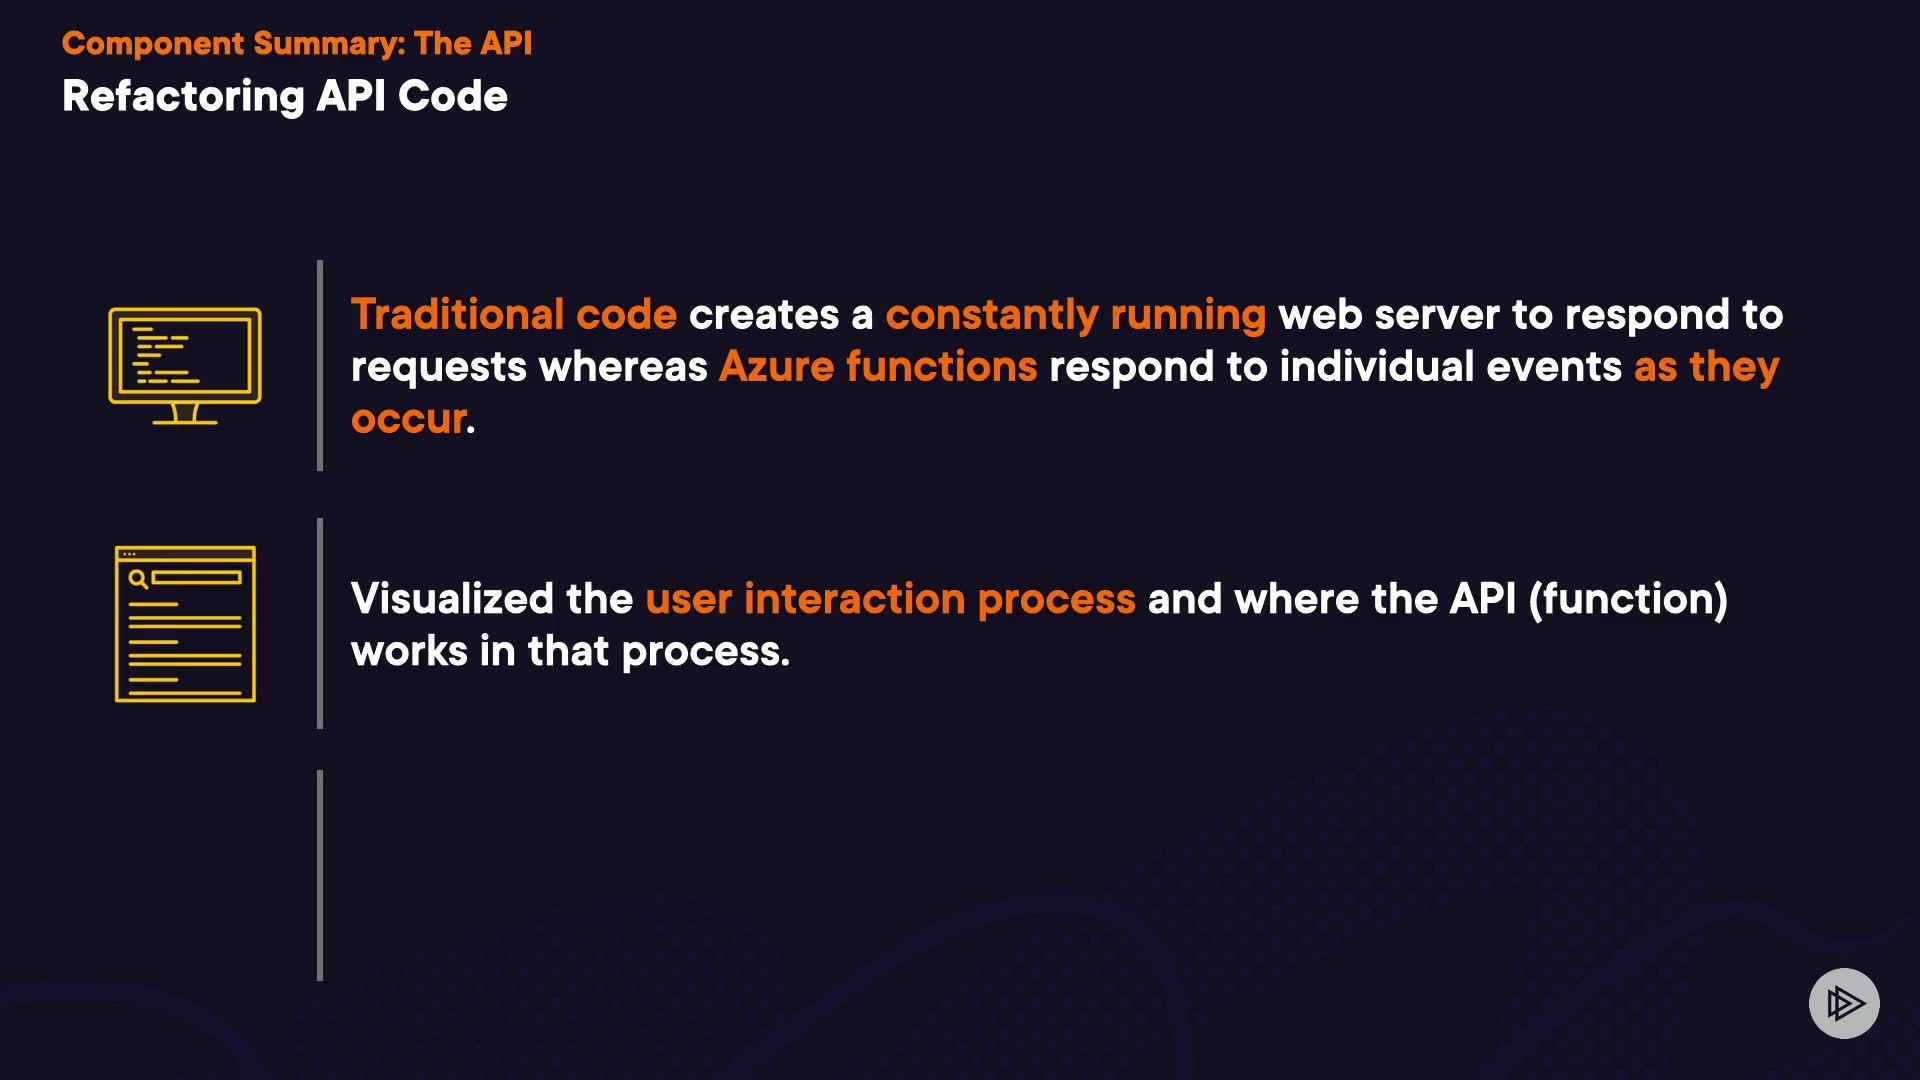 Component Summary: The API
Refactoring API Code
Traditional code creates a constantly running web server to respond to
requests whereas Azure functions respond to individual events as they
occur.
Visualized the user interaction process and where the API (function)
works in that process.